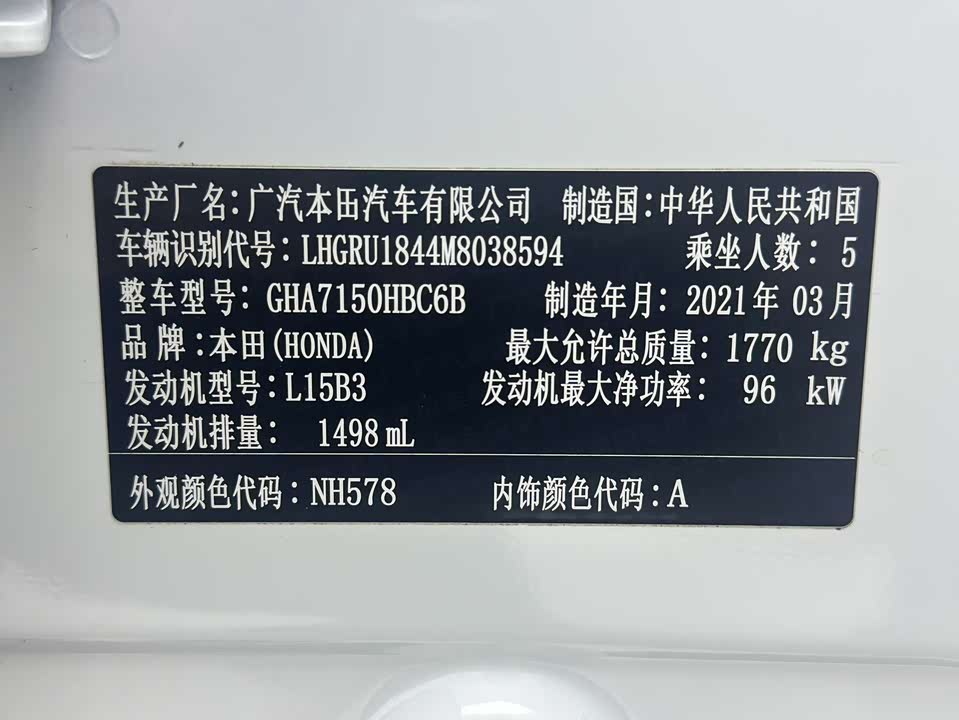 生产厂名:广汽本田汽车有限公司 制造国:中华人民共和国
车辆识别代号:LHGRU1844M8038594 乘坐人数:5
整车型号:GHA7150HBC6B 制造年月:2021年 03月
品牌:本田(HONDA) 最大允许总质量:1770 kg
发动机型号:L15B3 发动机最大净功率:96 kW
发动机排量:1498 mL
外观颜色代码:NH578 内饰颜色代码:A